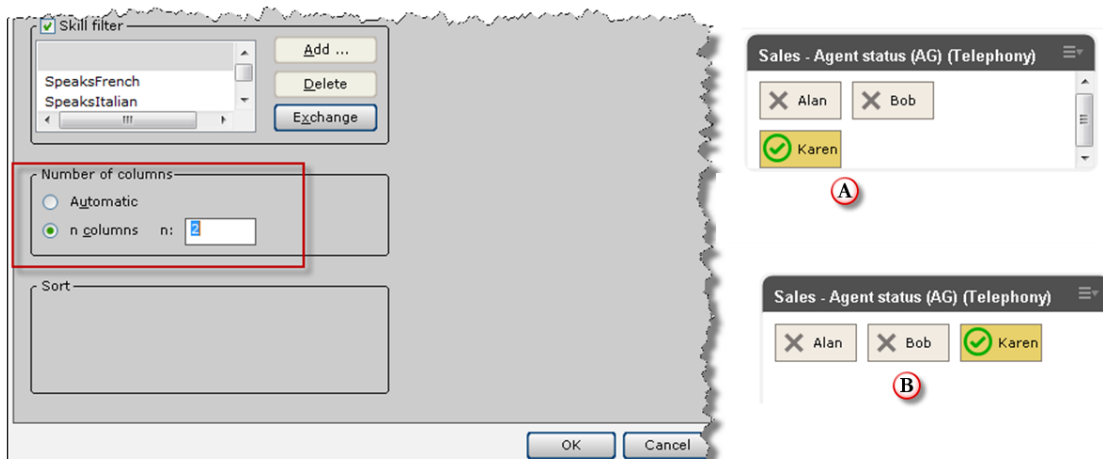 Skill filter
Add ...
SpeaksFrench
Delete
SpeaksItalian
Exchange
Number of columns
Automatic
n columns n: 2
Sort
OK Cancel
Sales - Agent status (AG) (Telephony)
Alan Bob
Karen
A
Sales - Agent status (AG) (Telephony)
Alan Bob Karen
B